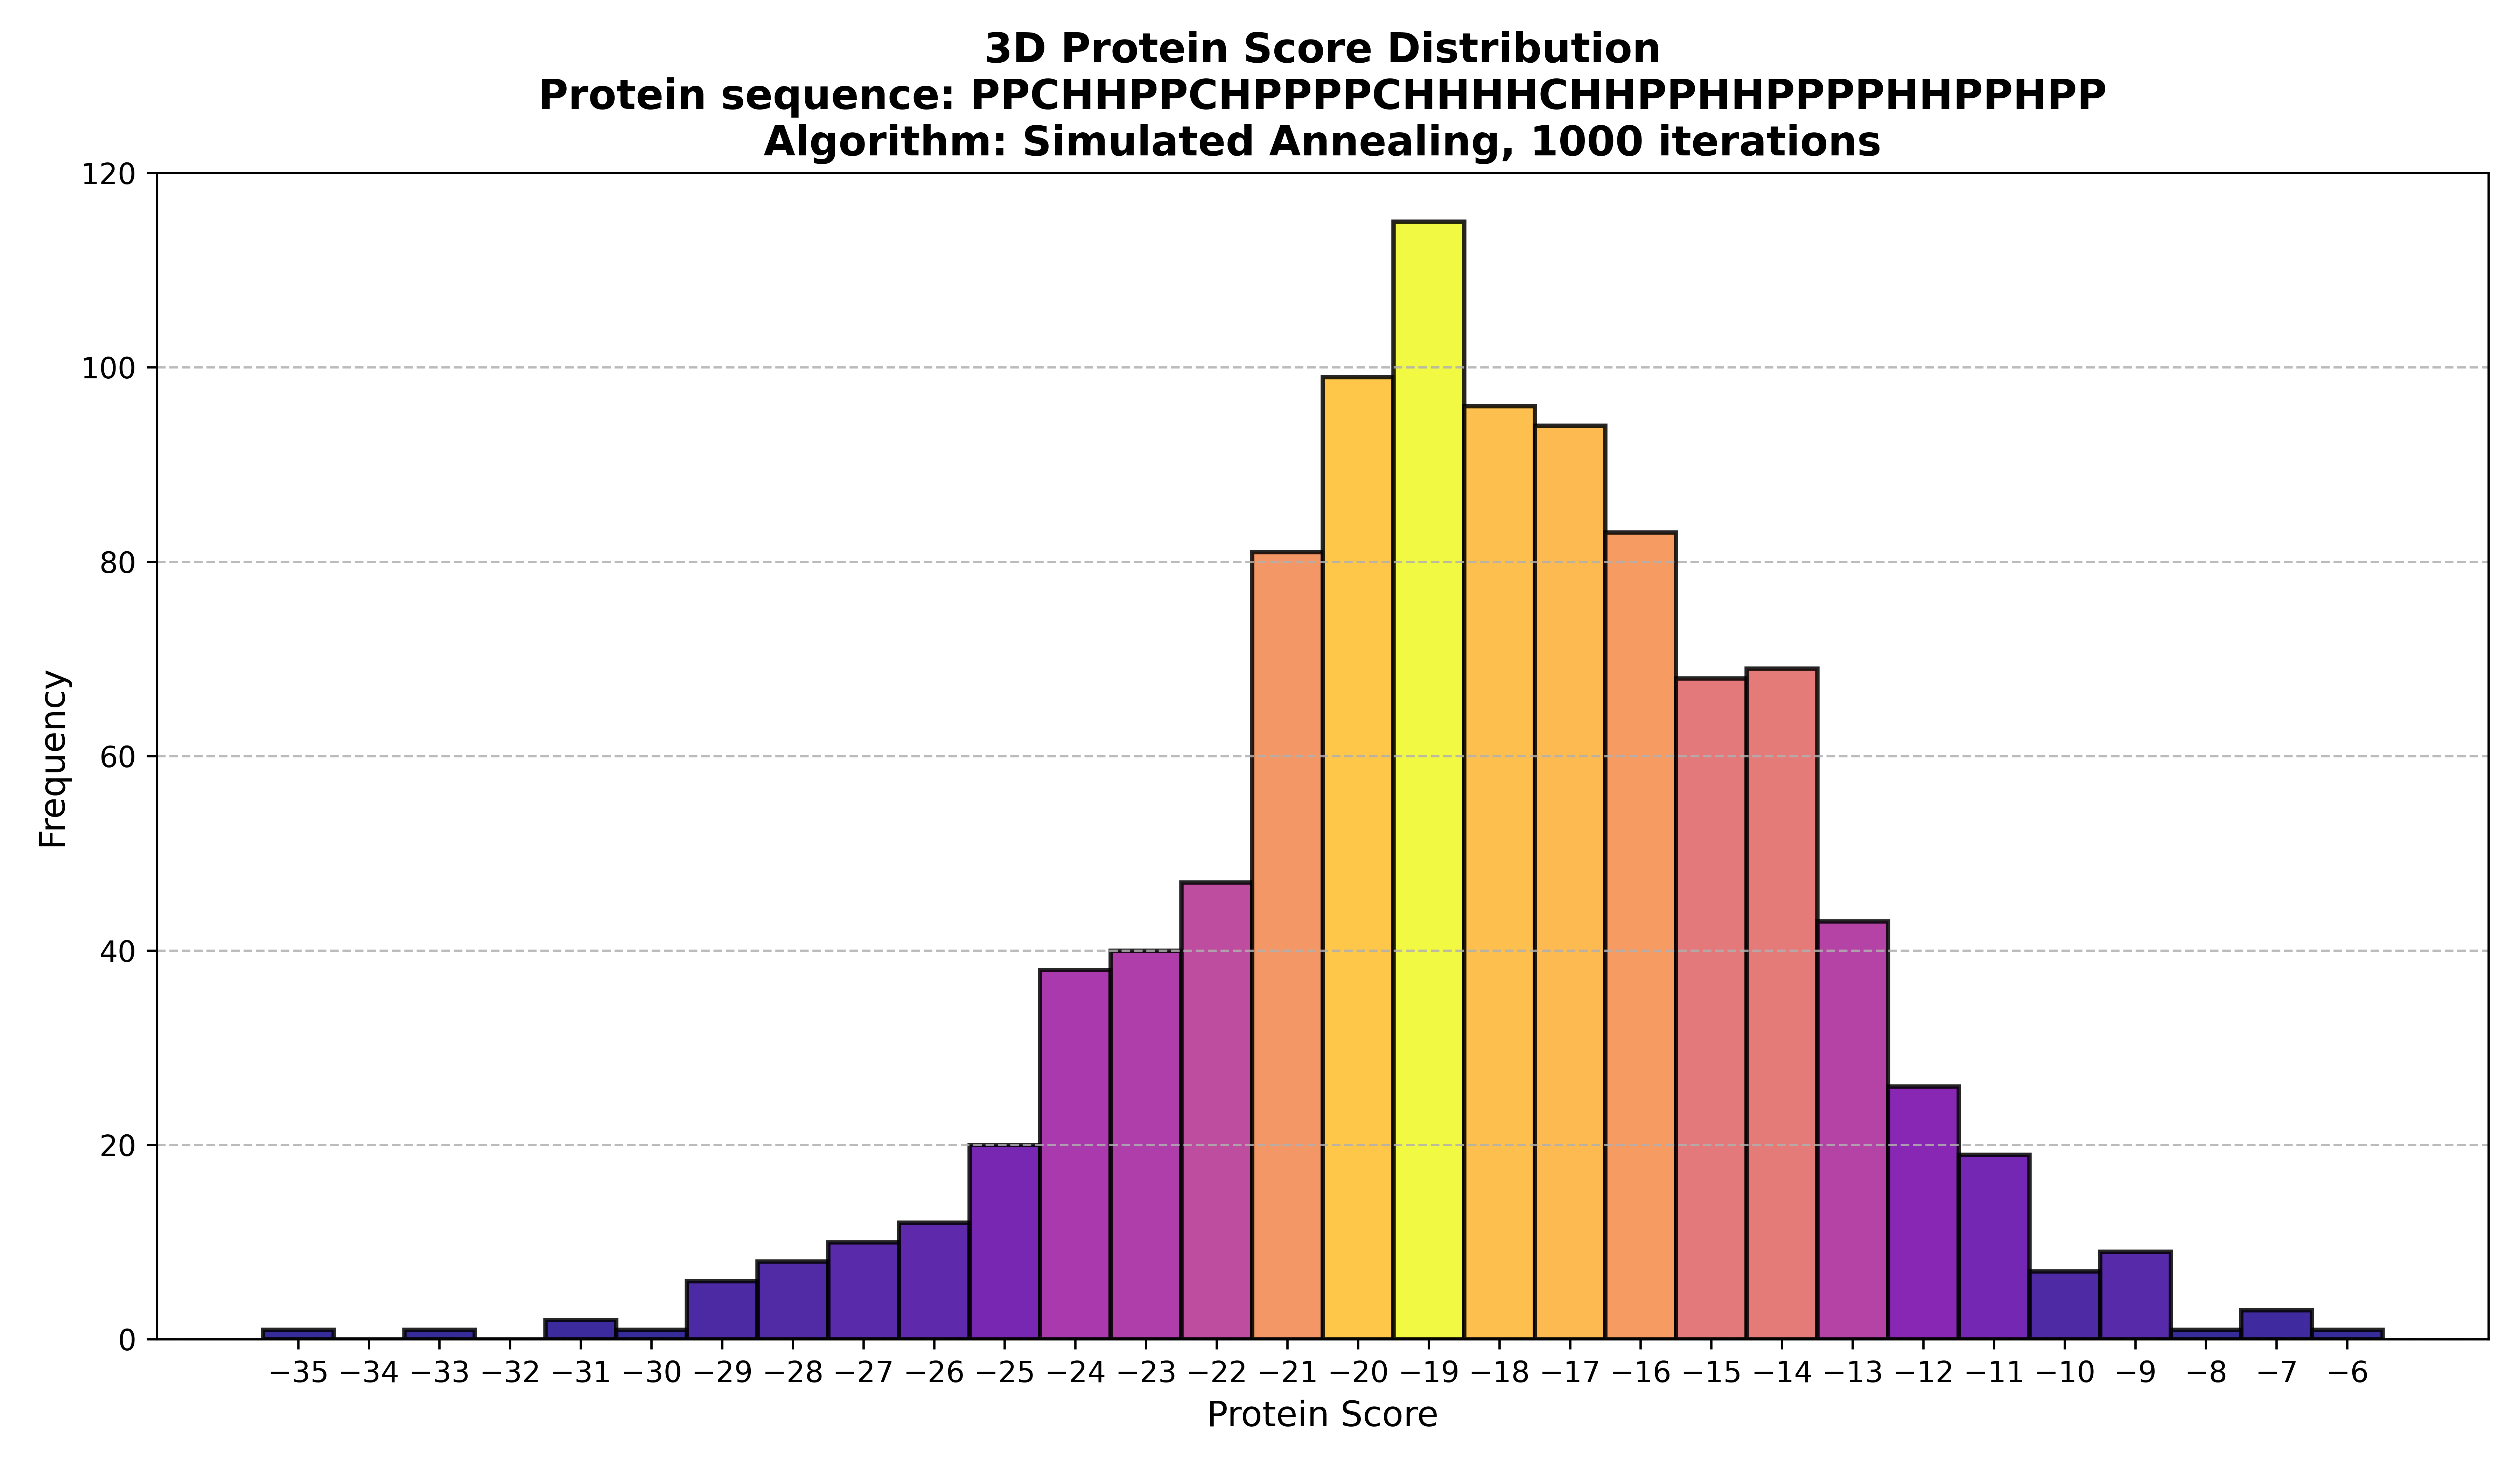 3D Protein Score Distribution
Protein sequence: PPCHHPPCHPPPPCHHHHCHHPPHHPPPPHHPPHPP
Algorithm: Simulated Annealing, 1000 iterations
120
100
80
60
40
20
0
Frequency
−35 −34 −33 −32 −31 −30 −29 −28 −27 −26 −25 −24 −23 −22 −21 −20 −19 −18 −17 −16 −15 −14 −13 −12 −11 −10 −9 −8 −7 −6
Protein Score